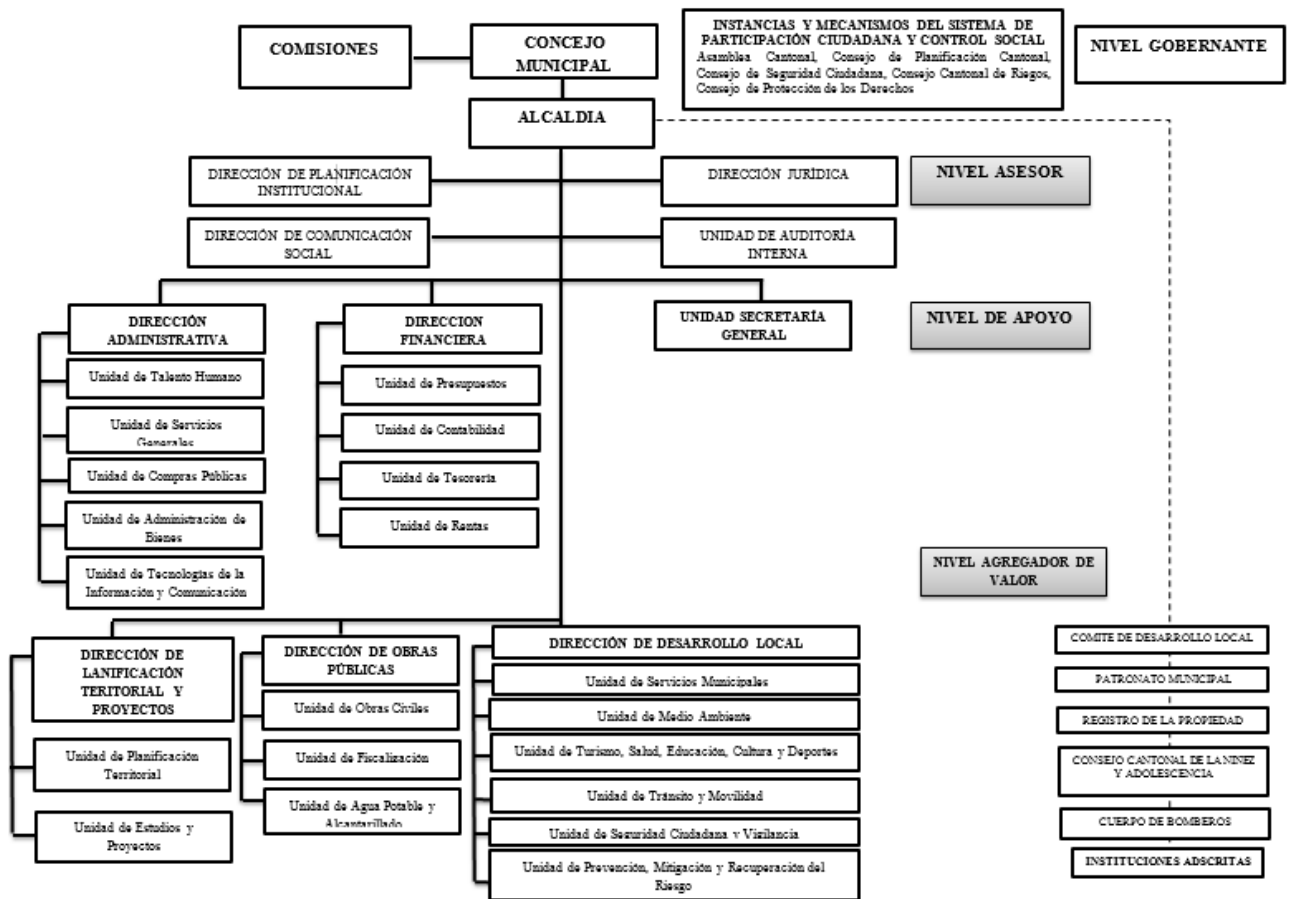 COMISIONES
CONCEJO
MUNICIPAL
INSTANCIAS Y MECANISMOS DEL SISTEMA DE
PARTICIPACIÓN CIUDADANA Y CONTROL SOCIAL
Asamblea Cantonal, Consejo de Planificación Cantonal,
Consejo de Seguridad Ciudadana, Consejo Cantonal de Riegos,
Consejo de Protección de los Derechos
NIVEL GOBERNANTE
ALCALDIA
DIRECCIÓN DE PLANIFICACIÓN
INSTITUCIONAL
DIRECCIÓN JURÍDICA
NIVEL ASESOR
DIRECCIÓN DE COMUNICACIÓN
SOCIAL
UNIDAD DE AUDITORÍA
INTERNA
DIRECCIÓN
ADMINISTRATIVA
DIRECCION
FINANCIERA
UNIDAD SECRETARÍA
GENERAL
NIVEL DE APOYO
Unidad de Talento Humano
Unidad de Servicios
Generales
Unidad de Compras Públicas
Unidad de Administración de
Bienes
Unidad de Tecnologías de la
Información y Comunicación
Unidad de Presupuestos
Unidad de Contabilidad
Unidad de Tesorería
Unidad de Rentas
NIVEL AGREGADOR DE
VALOR
DIRECCIÓN DE
LANIFICACIÓN
TERITORIAL Y
PROYECTOS
Unidad de Planificación
Territorial
Unidad de Estudios y
Proyectos
DIRECCIÓN DE OBRAS
PÚBLICAS
Unidad de Obras Civiles
Unidad de Fiscalización
Unidad de Agua Potable y
Alcantarillado
DIRECCIÓN DE DESARROLLO LOCAL
Unidad de Servicios Municipales
Unidad de Medio Ambiente
Unidad de Turismo, Salud, Educación, Cultura y Deportes
Unidad de Tránsito y Movilidad
Unidad de Seguridad Ciudadana y Vigilancia
Unidad de Prevención, Mitigación y Recuperación del
Riesgo
COMITE DE DESARROLLO LOCAL
PATRONATO MUNICIPAL
REGISTRO DE LA PROPIEDAD
CONSEJO CANTONAL DE LA NINEZ
Y ADOLESCENCIA
CUERPO DE BOMBEROS
INSTITUCIONES ADSCRITAS